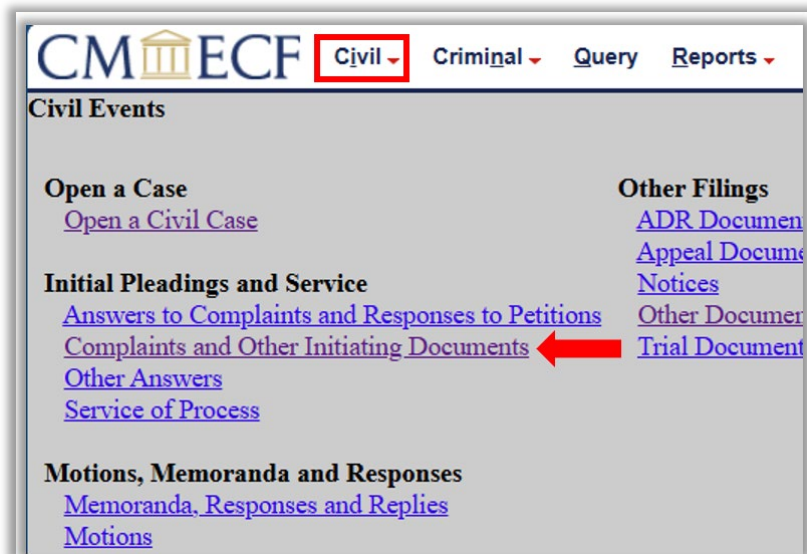 CM ECF Civil Criminal Query Reports
Civil Events
Open a Case
Open a Civil Case
Initial Pleadings and Service
Answers to Complaints and Responses to Petitions
Complaints and Other Initiating Documents
Other Answers
Service of Process
Motions, Memoranda and Responses
Memoranda, Responses and Replies
Motions
Other Filings
ADR Documen
Appeal Docume
Notices
Other Documen
Trial Document